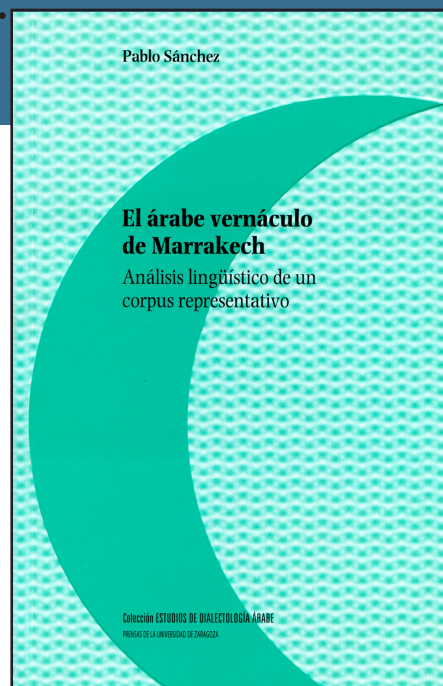 Pablo Sánchez
El árabe vernáculo
de Marrakech
Análisis lingüístico de un
corpus representativo
Colección ESTUDIOS DE DIALECTOLOGÍA ÁRABE
PRENSAS DE LA UNIVERSIDAD DE ZARAGOZA